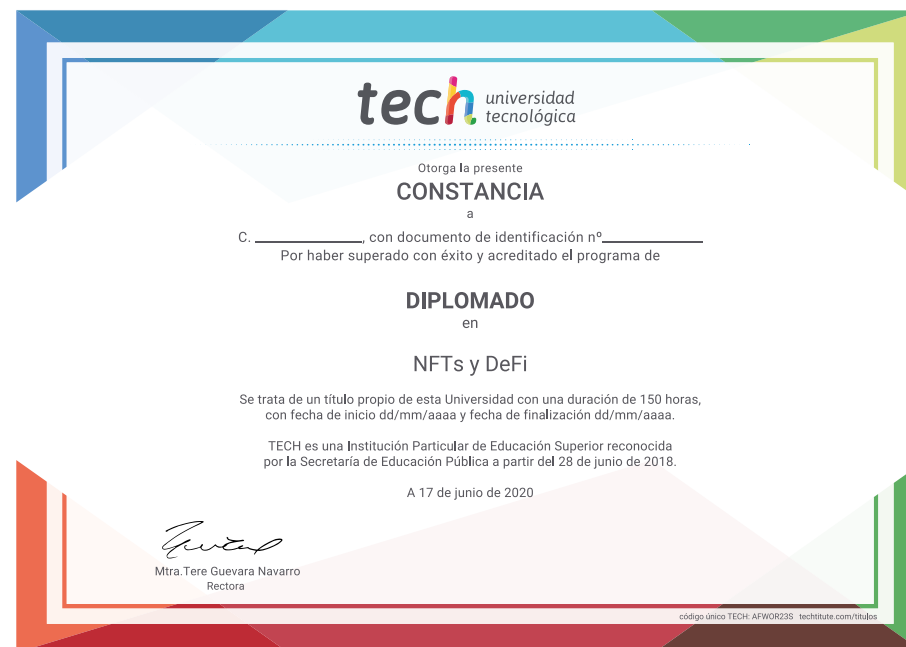 tech universidad
tecnológica
Otorga la presente
CONSTANCIA
a
C. ____________, con documento de identificación nº____________
Por haber superado con éxito y acreditado el programa de
DIPLOMADO
en
NFTs y DeFi
Se trata de un título propio de esta Universidad con una duración de 150 horas,
con fecha de inicio dd/mm/aaaa y fecha de finalización dd/mm/aaaa.
TECH es una Institución Particular de Educación Superior reconocida
por la Secretaría de Educación Pública a partir del 28 de junio de 2018.
A 17 de junio de 2020
Mtra.Tere Guevara Navarro
Rectora
código único TECH: AFWOR23S techtitute.com/titulos